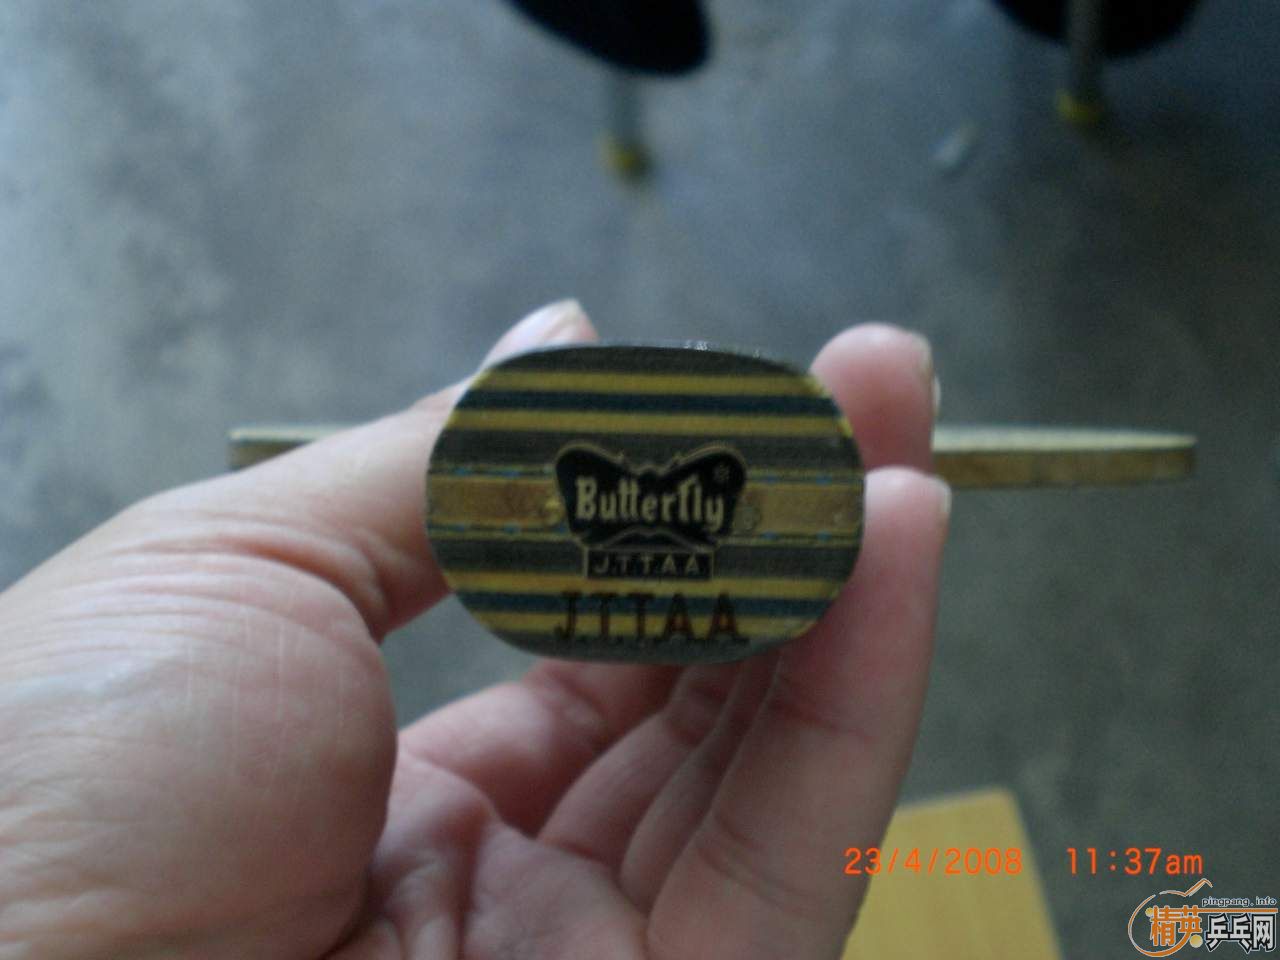 Butterfly
®
J.T.T.A.A
J.T.T.A.A
23/4/2008 11:37am
pingpang.info
精英乒乓网